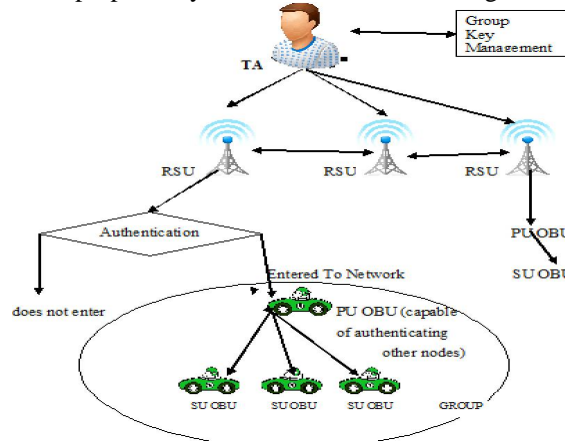 Group
Key
Management
TA
RSU
RSU
RSU
Authentication
PU OBU
SU OBU
Entered To Network
does not enter
PU OBU (capable
of authenticating
other nodes)
SU OBU
SU OBU
SU OBU
GROUP